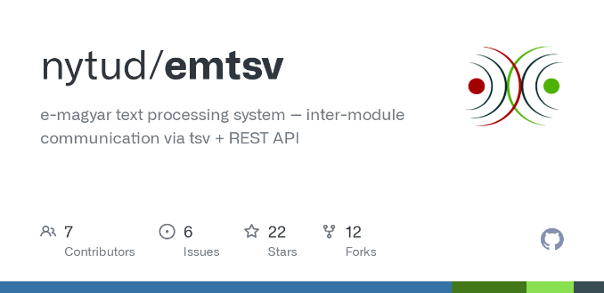 nytud/emtsv
e-magyar text processing system — inter-module
communication via tsv + REST API
7
Contributors
6
Issues
22
Stars
12
Forks